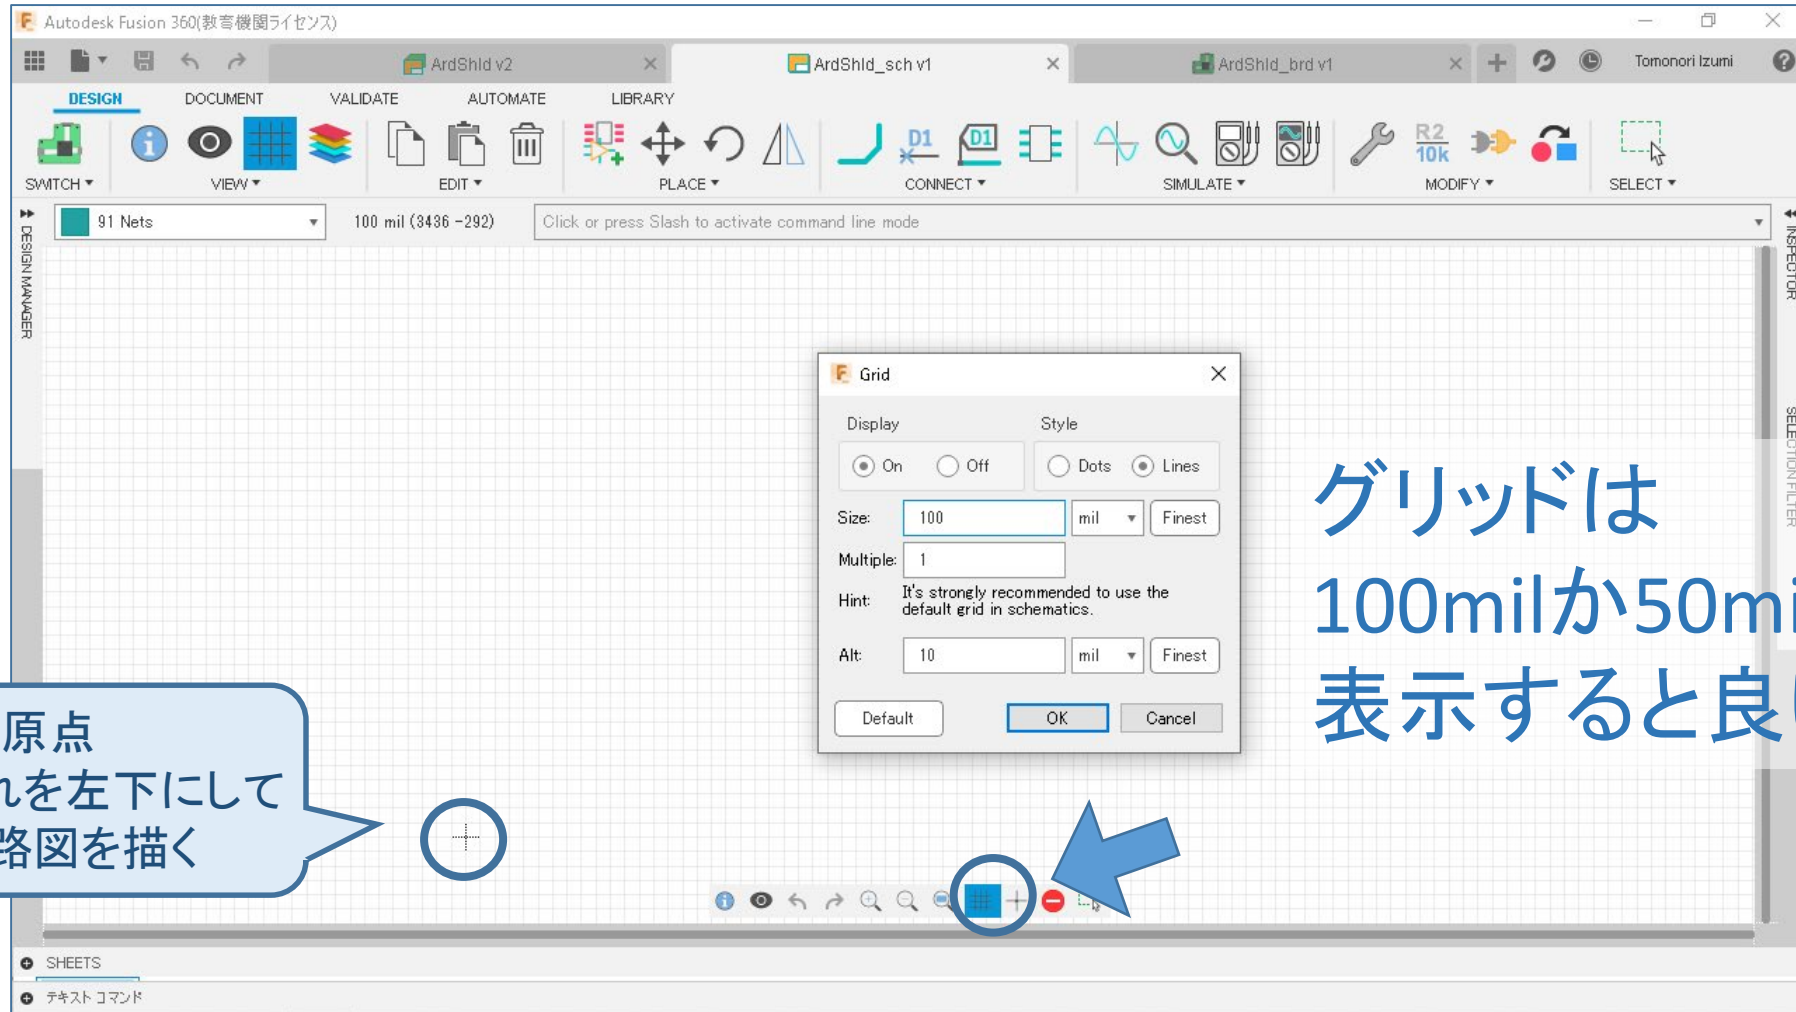 Autodesk Fusion 360(教育機関ライセンス)
ArdShld v2
ArdShld_sch v1
ArdShld_brd v1
Tomonori Izumi
DESIGN DOCUMENT VALIDATE AUTOMATE LIBRARY
D1 D1 R2
10k
SWITCH VIEW EDIT PLACE CONNECT SIMULATE MODIFY SELECT
91 Nets 100 mil (3436 -292) Click or press Slash to activate command line mode
DESIGN MANAGER
INSPECTOR
SELECTION FILTER
Grid
Display Style
On Off Dots Lines
Size: 100 mil Finest
Multiple: 1
Hint: It's strongly recommended to use the
default grid in schematics.
Alt: 10 mil Finest
Default OK Cancel
グリッドは
100milか50mi
表示すると良い
原点
れを左下にして
路図を描く
SHEETS
テキスト コマンド